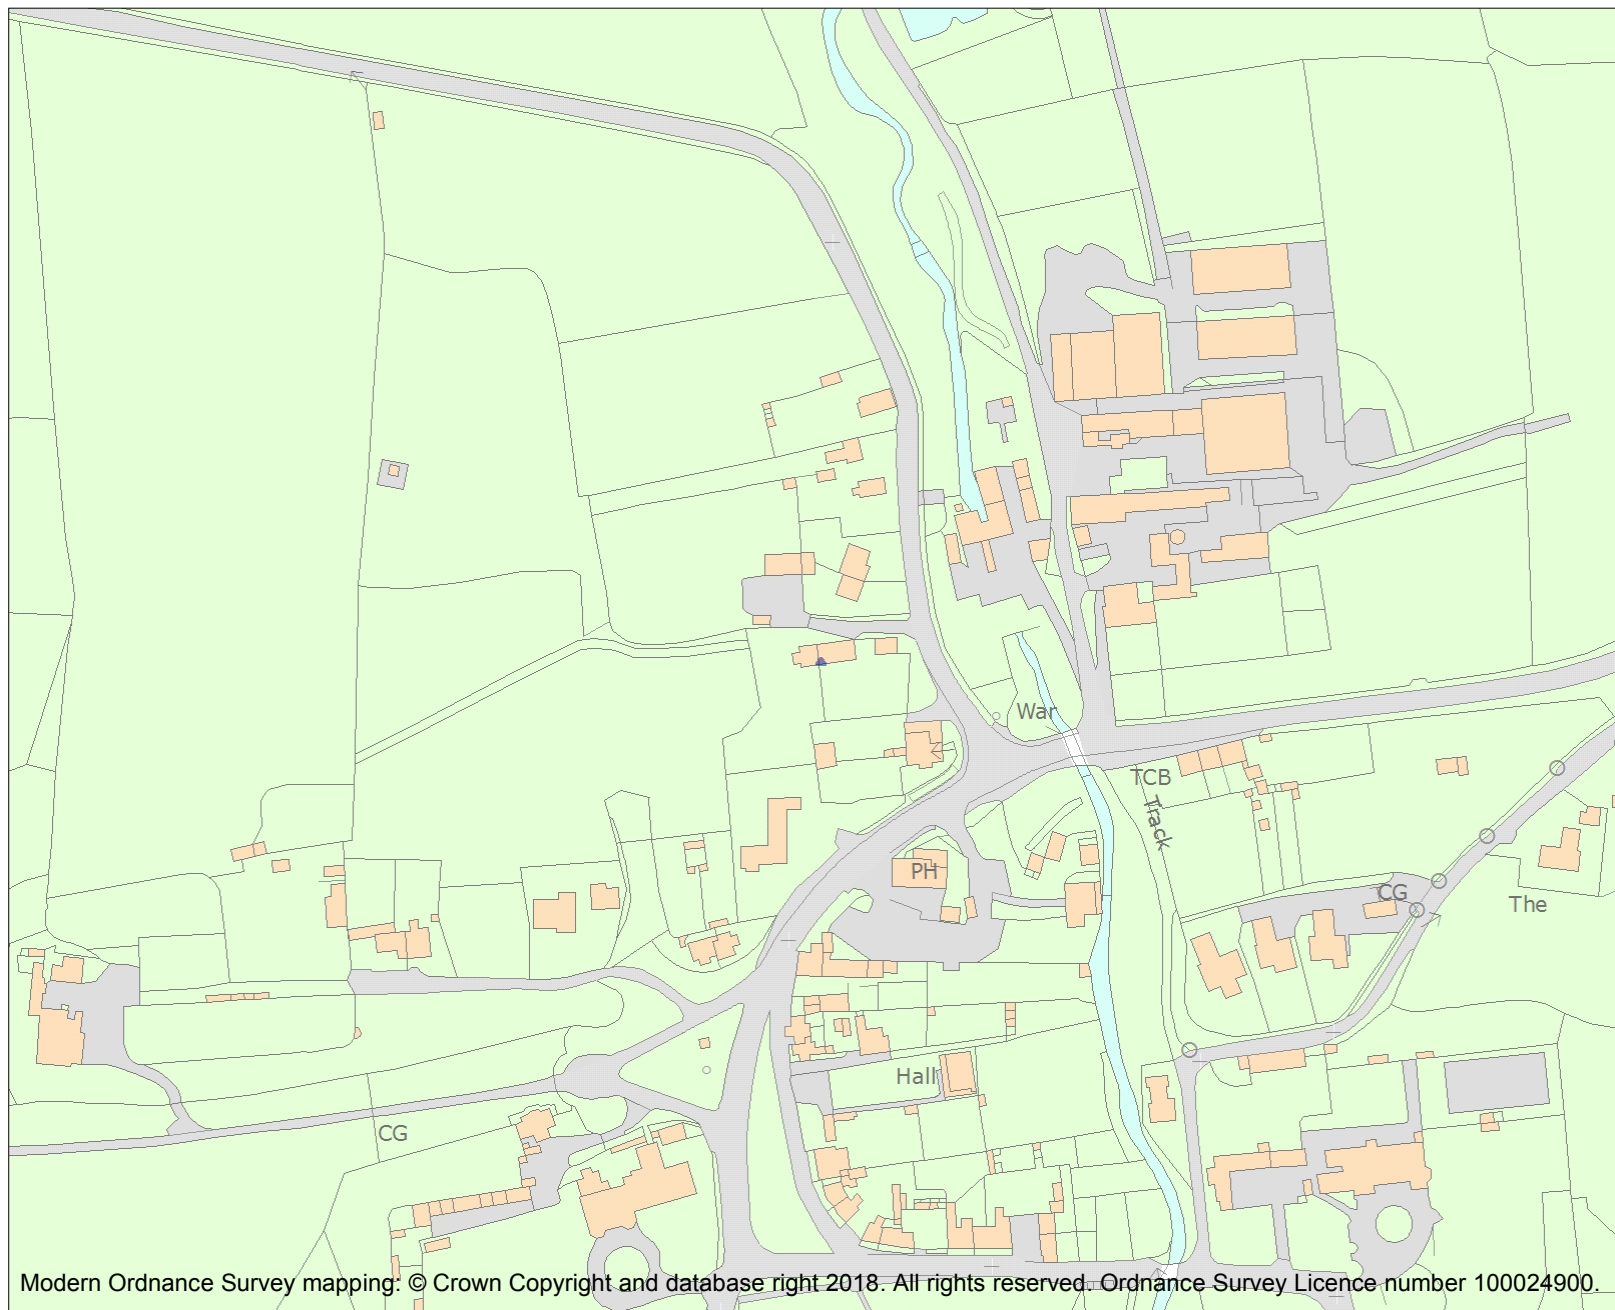 War
TCB
Track
PH
CG
The
Hall
CG
Modern Ordnance Survey mapping: © Crown Copyright and database right 2018. All rights reserved. Ordnance Survey Licence number 100024900.